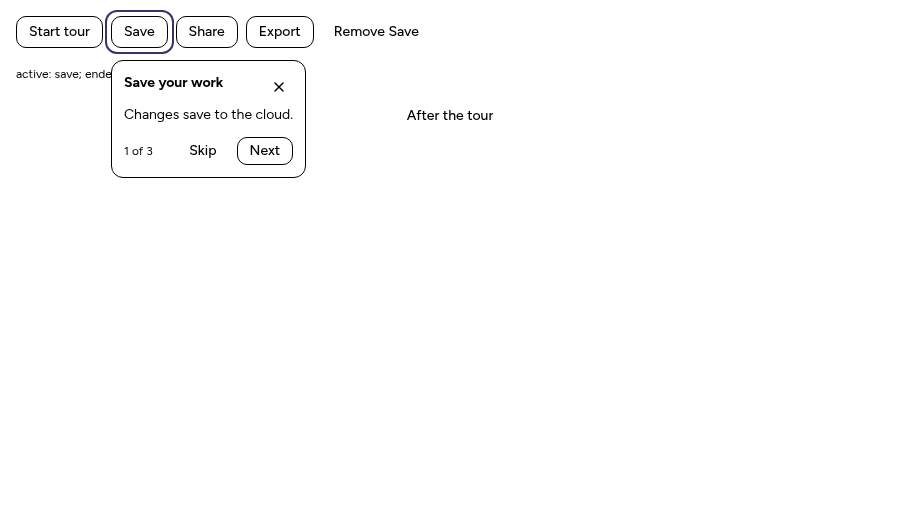 Start tour Save Share Export Remove Save
active: save; ende
Save your work
Changes save to the cloud.
After the tour
1 of 3 Skip Next